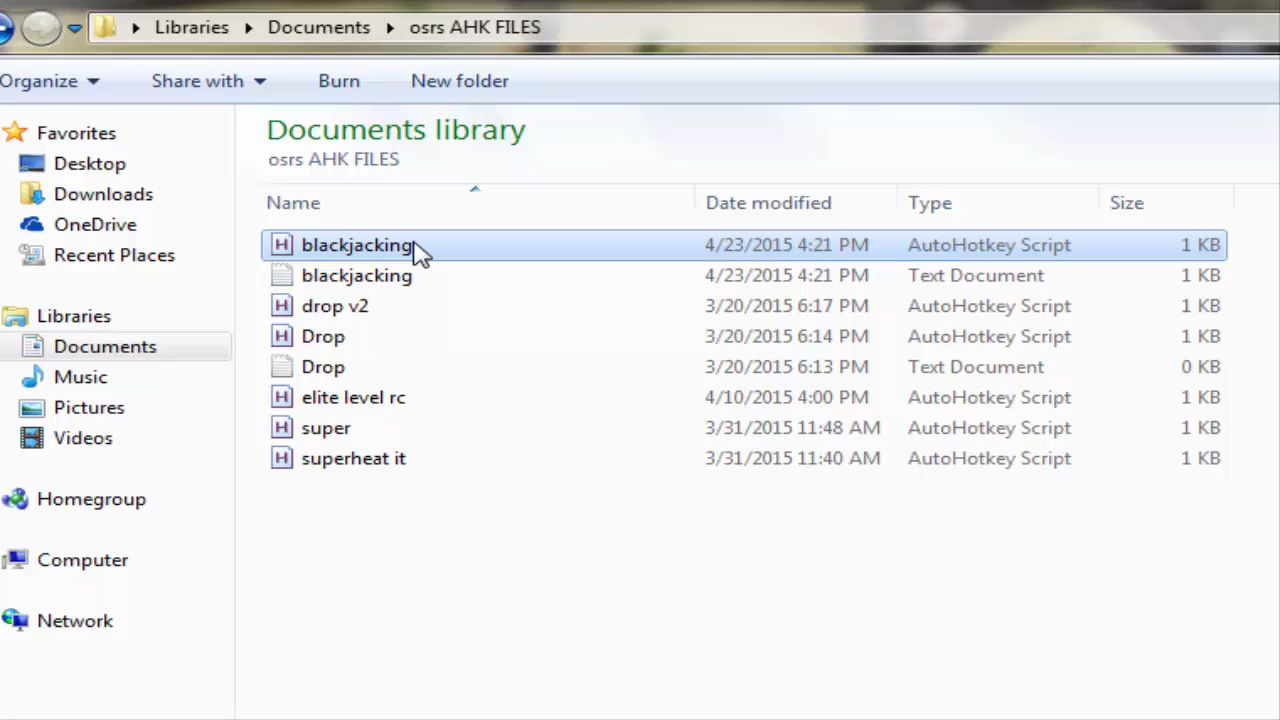 Libraries Documents osrs AHK FILES
Organize Share with Burn New folder
Favorites
Desktop
Downloads
OneDrive
Recent Places
Libraries
Documents
Music
Pictures
Videos
Homegroup
Computer
Network
Documents library
osrs AHK FILES
Name Date modified Type Size
blackjacking 4/23/2015 4:21 PM AutoHotkey Script 1 KB
blackjacking 4/23/2015 4:21 PM Text Document 1 KB
drop v2 3/20/2015 6:17 PM AutoHotkey Script 1 KB
Drop 3/20/2015 6:14 PM AutoHotkey Script 1 KB
Drop 3/20/2015 6:13 PM Text Document 0 KB
elite level rc 4/10/2015 4:00 PM AutoHotkey Script 1 KB
super 3/31/2015 11:48 AM AutoHotkey Script 1 KB
superheat it 3/31/2015 11:40 AM AutoHotkey Script 1 KB